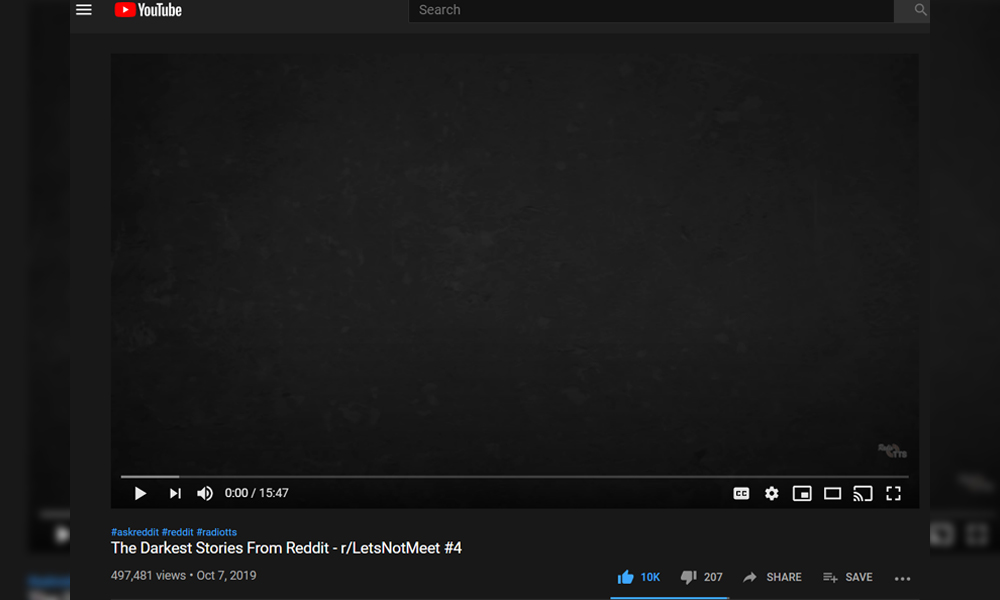 YouTube
Search
CC
0:00 / 15:47
#askreddit #reddit #radiotts
The Darkest Stories From Reddit - r/LetsNotMeet #4
497,481 views • Oct 7, 2019
10K 207 SHARE SAVE